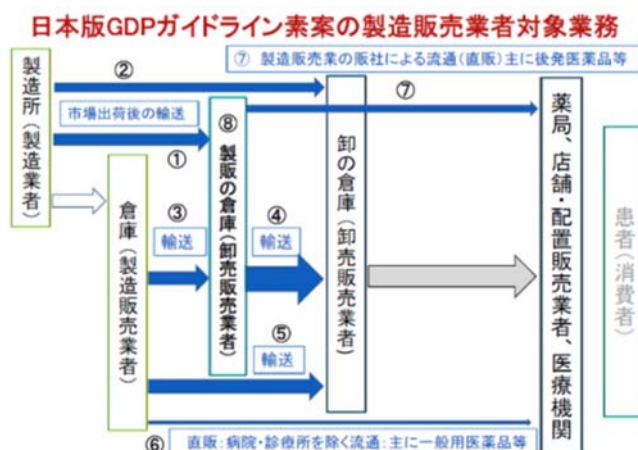 日本版GDPガイドライン素案の製造販売業者対象業務
⑦ 製造販売業の販社による流通(直販)主に後発医薬品等
②
⑦
製造所(製造業者)
市場出荷後の輸送
①
⑧ 製販の倉庫(卸売販売業者)
卸の倉庫(卸売販売業者)
薬局、店舗・配置販売業者、医療機関
患者(消費者)
倉庫(製造販売業者)
③
輸送
④
輸送
⑤
輸送
⑥
直販:病院・診療所を除く流通:主に一般用医薬品等